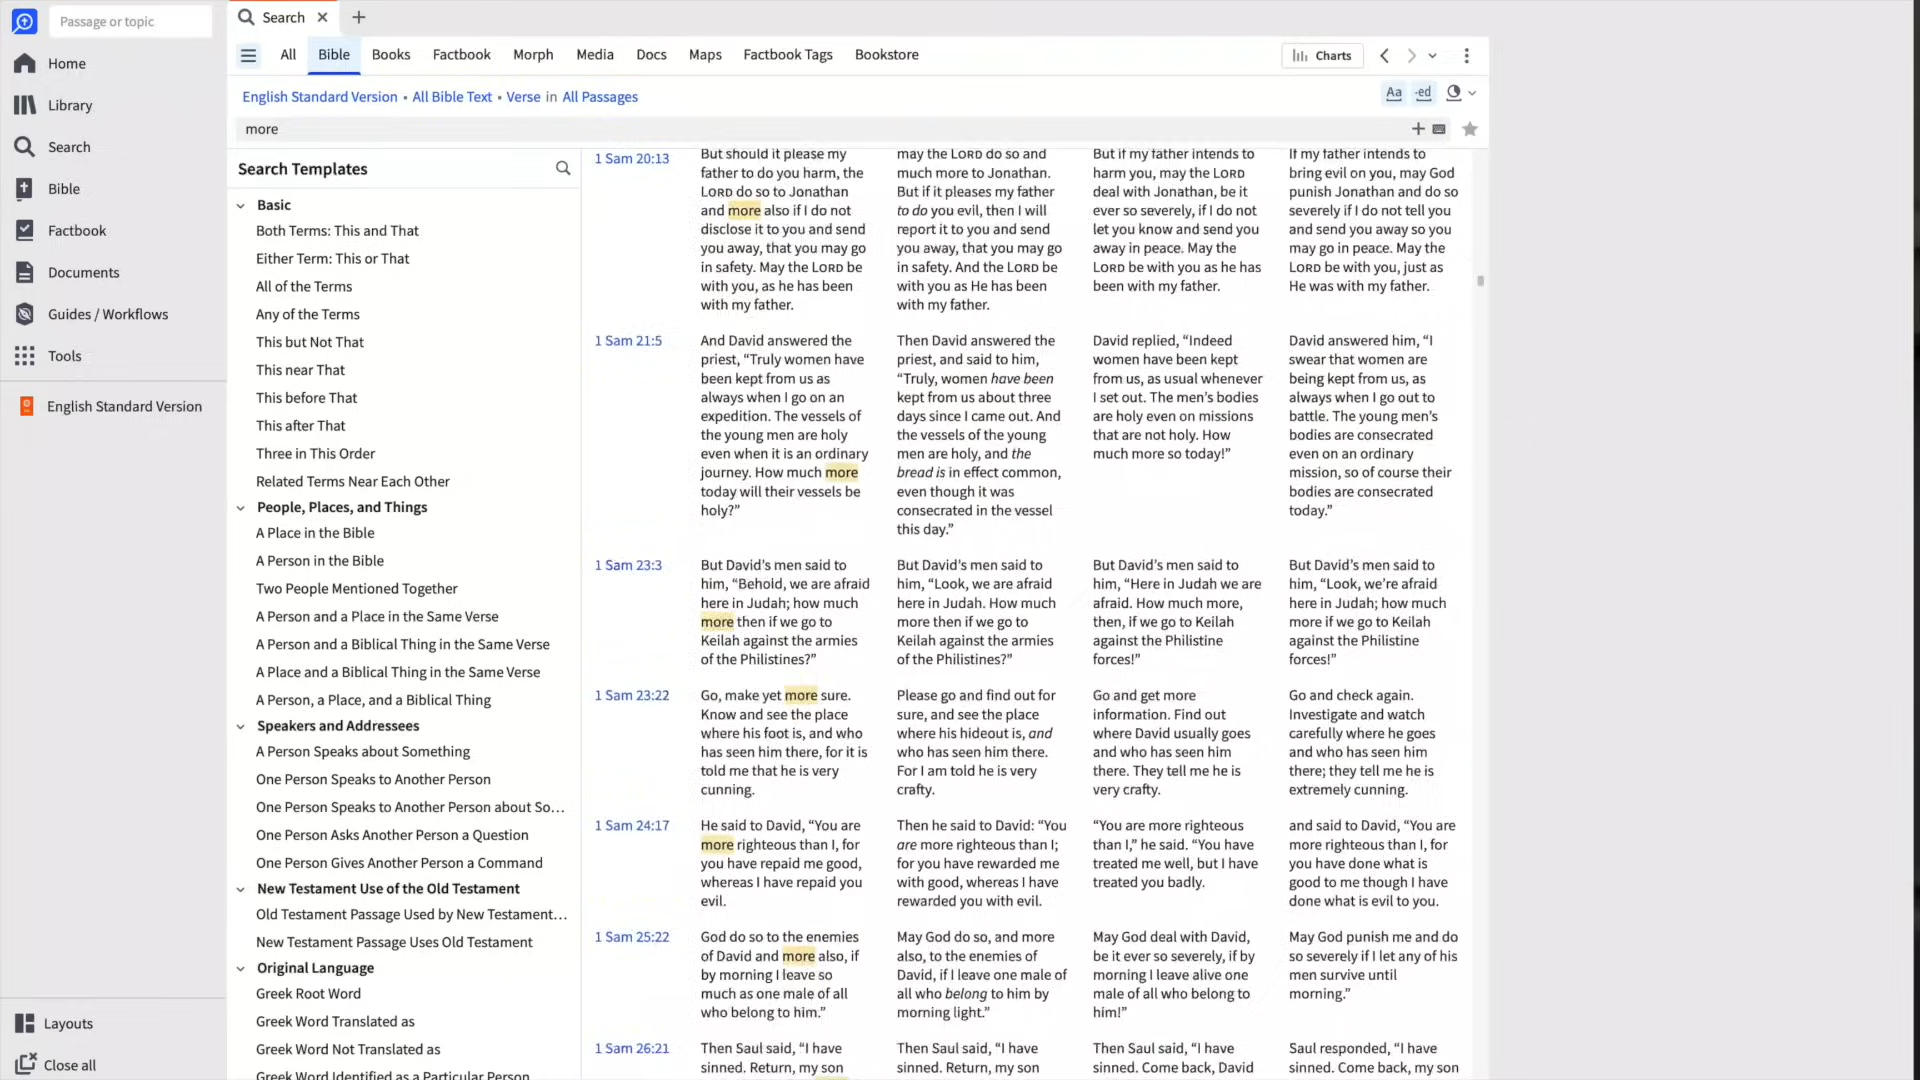 Passage or topic
Home
Library
Search
Bible
Factbook
Documents
Guides / Workflows
Tools
English Standard Version
Layouts
Close all
Search
All Bible Books Factbook Morph Media Docs Maps Factbook Tags Bookstore
Charts
English Standard Version • All Bible Text • Verse in All Passages
Aa -ed
more
Search Templates
Basic
Both Terms: This and That
Either Term: This or That
All of the Terms
Any of the Terms
This but Not That
This near That
This before That
This after That
Three in This Order
Related Terms Near Each Other
People, Places, and Things
A Place in the Bible
A Person in the Bible
Two People Mentioned Together
A Person and a Place in the Same Verse
A Person and a Biblical Thing in the Same Verse
A Place and a Biblical Thing in the Same Verse
A Person, a Place, and a Biblical Thing
Speakers and Addressees
A Person Speaks about Something
One Person Speaks to Another Person
One Person Speaks to Another Person about So…
One Person Asks Another Person a Question
One Person Gives Another Person a Command
New Testament Use of the Old Testament
Old Testament Passage Used by New Testament…
New Testament Passage Uses Old Testament
Original Language
Greek Root Word
Greek Word Translated as
Greek Word Not Translated as
Greek Word Identified as a Particular Person
1 Sam 20:13
But should it please my
father to do you harm, the
LORD do so to Jonathan
and more also if I do not
disclose it to you and send
you away, that you may go
in safety. May the LORD be
with you, as he has been
with my father.
may the LORD do so and
much more to Jonathan.
But if it pleases my father
to do you evil, then I will
report it to you and send
you away, that you may go
in safety. And the LORD be
with you as He has been
with my father.
But if my father intends to
harm you, may the LORD
deal with Jonathan, be it
ever so severely, if I do not
let you know and send you
away in peace. May the
LORD be with you as he has
been with my father.
If my father intends to
bring evil on you, may God
punish Jonathan and do so
severely if I do not tell you
and send you away so you
may go in peace. May the
LORD be with you, just as
He was with my father.
1 Sam 21:5
And David answered the
priest, “Truly women have
been kept from us as
always when I go on an
expedition. The vessels of
the young men are holy
even when it is an ordinary
journey. How much more
today will their vessels be
holy?”
Then David answered the
priest, and said to him,
“Truly, women have been
kept from us about three
days since I came out. And
the vessels of the young
men are holy, and the
bread is in effect common,
even though it was
consecrated in the vessel
this day.”
David replied, “Indeed
women have been kept
from us, as usual whenever
I set out. The men’s bodies
are holy even on missions
that are not holy. How
much more so today!”
David answered him, “I
swear that women are
being kept from us, as
always when I go out to
battle. The young men’s
bodies are consecrated
even on an ordinary
mission, so of course their
bodies are consecrated
today.”
1 Sam 23:3
But David’s men said to
him, “Behold, we are afraid
here in Judah; how much
more then if we go to
Keilah against the armies
of the Philistines?”
But David’s men said to
him, “Look, we are afraid
here in Judah. How much
more then if we go to
Keilah against the armies
of the Philistines?”
But David’s men said to
him, “Here in Judah we are
afraid. How much more,
then, if we go to Keilah
against the Philistine
forces!”
But David’s men said to
him, “Look, we’re afraid
here in Judah; how much
more if we go to Keilah
against the Philistine
forces!”
1 Sam 23:22
Go, make yet more sure.
Know and see the place
where his foot is, and who
has seen him there, for it is
told me that he is very
cunning.
Please go and find out for
sure, and see the place
where his hideout is, and
who has seen him there.
For I am told he is very
crafty.
Go and get more
information. Find out
where David usually goes
and who has seen him
there. They tell me he is
very crafty.
Go and check again.
Investigate and watch
carefully where he goes
and who has seen him
there; they tell me he is
extremely cunning.
1 Sam 24:17
He said to David, “You are
more righteous than I, for
you have repaid me good,
whereas I have repaid you
evil.
Then he said to David: “You
are more righteous than I;
for you have rewarded me
with good, whereas I have
rewarded you with evil.
“You are more righteous
than I,” he said. “You have
treated me well, but I have
treated you badly.
and said to David, “You are
more righteous than I, for
you have done what is
good to me though I have
done what is evil to you.
1 Sam 25:22
God do so to the enemies
of David and more also, if
by morning I leave so
much as one male of all
who belong to him.”
May God do so, and more
also, to the enemies of
David, if I leave one male of
all who belong to him by
morning light.”
May God deal with David,
be it ever so severely, if by
morning I leave alive one
male of all who belong to
him!”
May God punish me and do
so severely if I let any of his
men survive until
morning.”
1 Sam 26:21
Then Saul said, “I have
sinned. Return, my son
Then Saul said, “I have
sinned. Return, my son
Then Saul said, “I have
sinned. Come back, David
Saul responded, “I have
sinned. Come back, my son